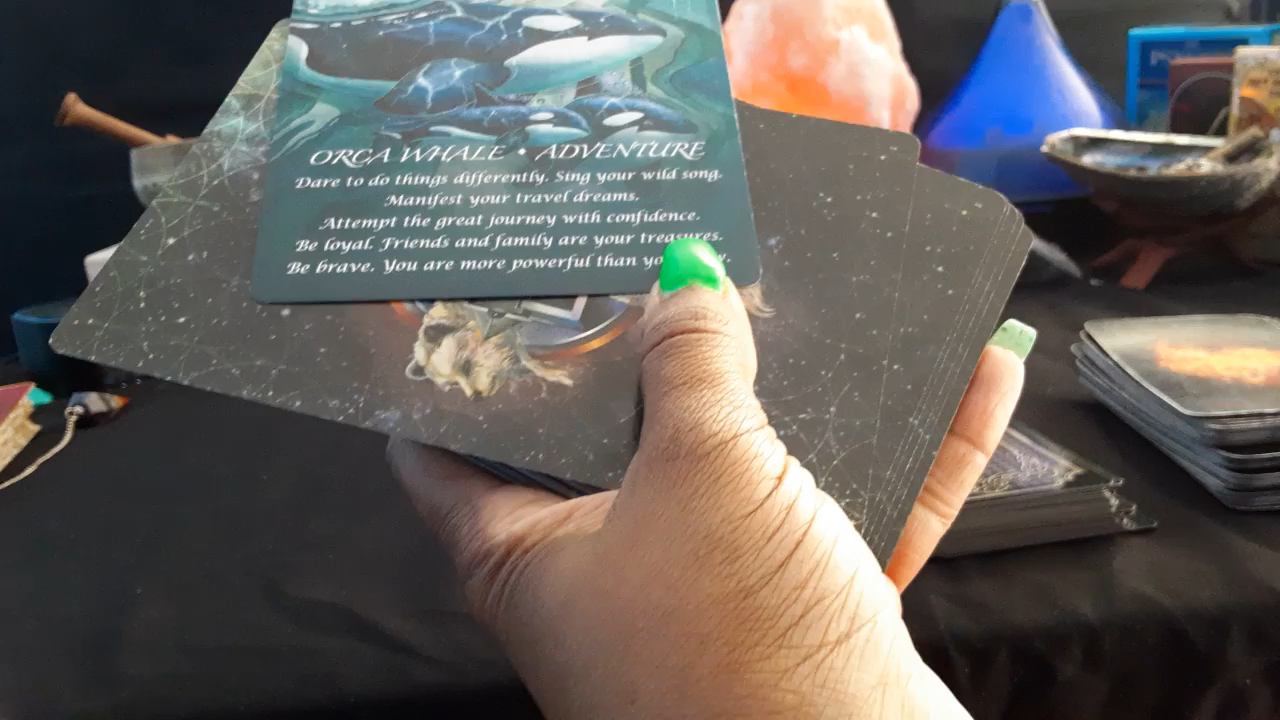 ORCA WHALE • ADVENTURE
Dare to do things differently. Sing your wild song.
Manifest your travel dreams.
Attempt the great journey with confidence.
Be loyal. Friends and family are your treasures.
Be brave. You are more powerful than